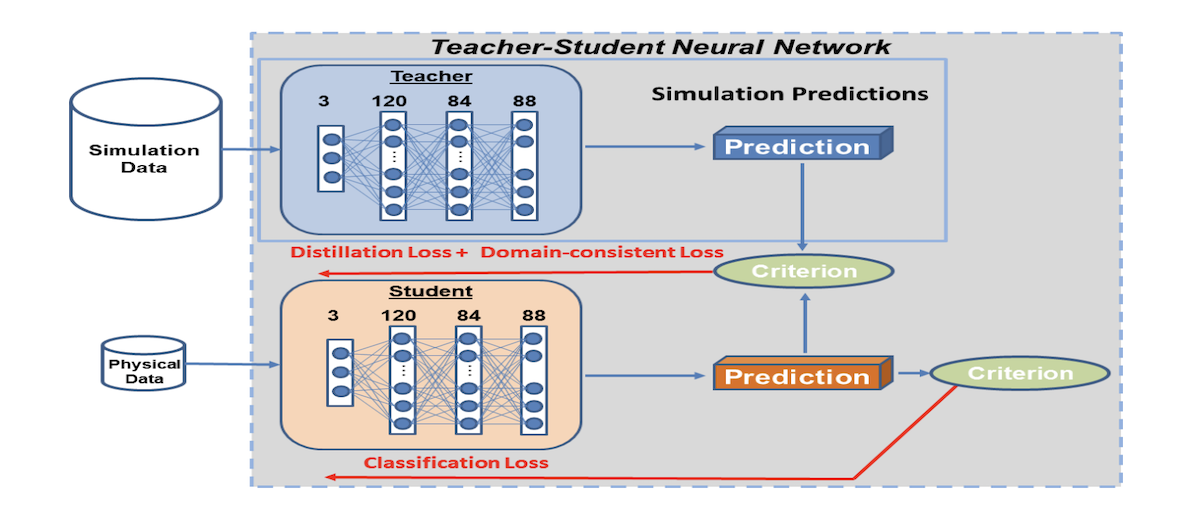 Teacher-Student Neural Network
Teacher
3 120 84 88
Simulation Predictions
Simulation
Data
Prediction
Distillation Loss + Domain-consistent Loss
Criterion
Student
3 120 84 88
Physical
Data
Prediction
Criterion
Classification Loss